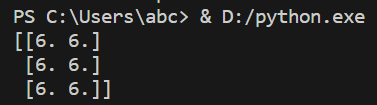 PS C:\Users\abc> & D:/python.exe
[[6. 6.]
 [6. 6.]
 [6. 6.]]